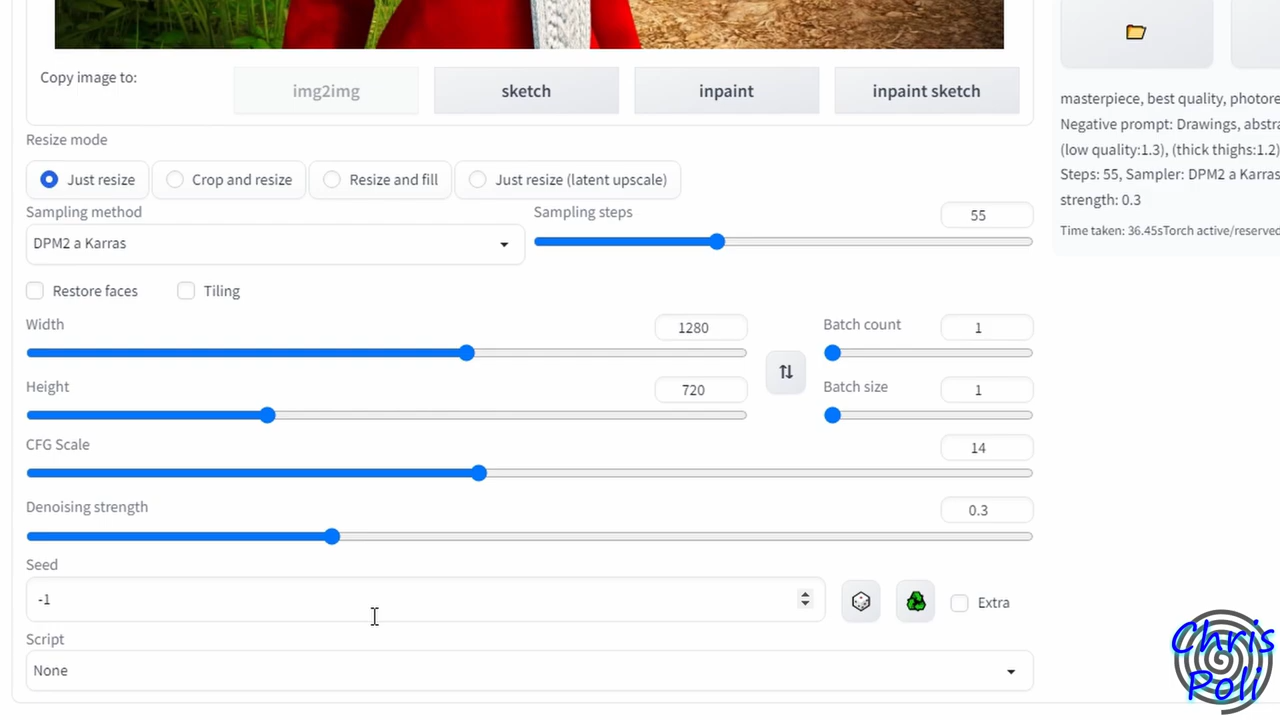 Copy image to:
img2img
sketch
inpaint
inpaint sketch
Resize mode
Just resize
Crop and resize
Resize and fill
Just resize (latent upscale)
Sampling method
Sampling steps
55
DPM2 a Karras
Restore faces
Tiling
Width
1280
Batch count
1
Height
720
Batch size
1
CFG Scale
14
Denoising strength
0.3
Seed
-1
Extra
Script
None
masterpiece, best quality, photore
Negative prompt: Drawings, abstra
(low quality:1.3), (thick thighs:1.2)
Steps: 55, Sampler: DPM2 a Karras
strength: 0.3
Time taken: 36.45sTorch active/reserved
Chris
Poli